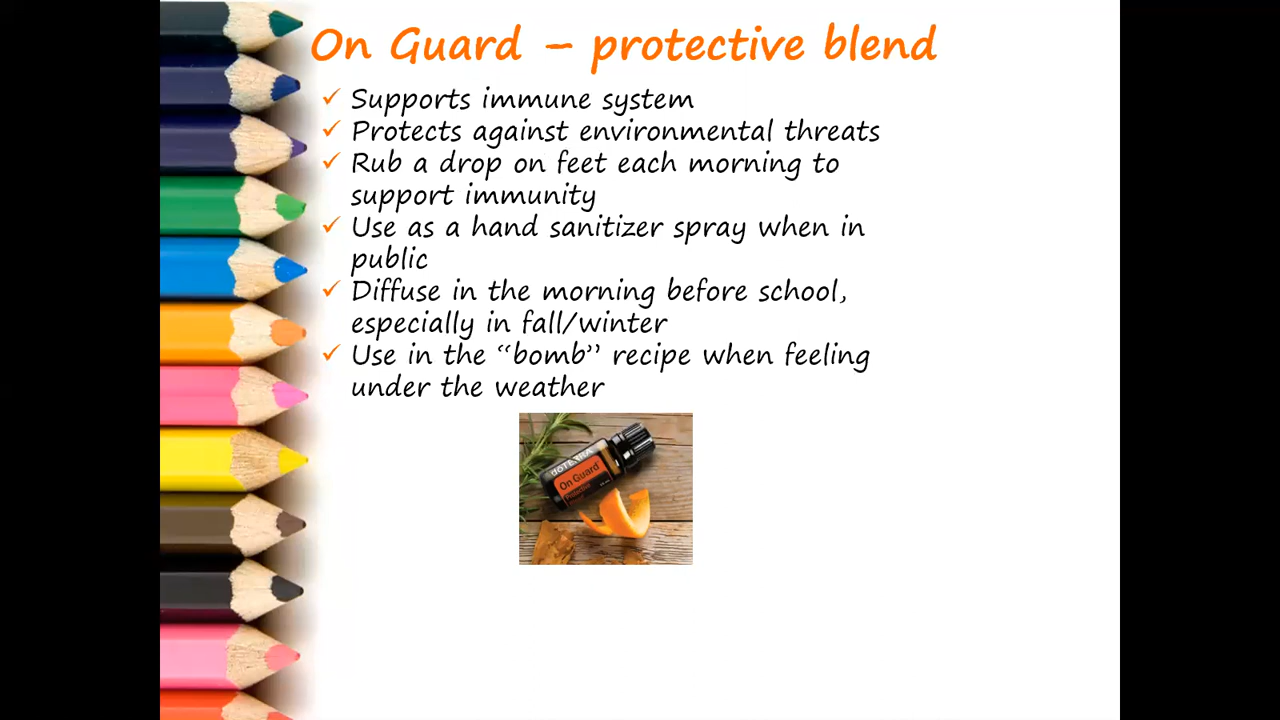 On Guard – protective blend
✓ Supports immune system
✓ Protects against environmental threats
✓ Rub a drop on feet each morning to
support immunity
✓ Use as a hand sanitizer spray when in
public
✓ Diffuse in the morning before school,
especially in fall/winter
✓ Use in the “bomb” recipe when feeling
under the weather
dōTERRA
On Guard
Protective